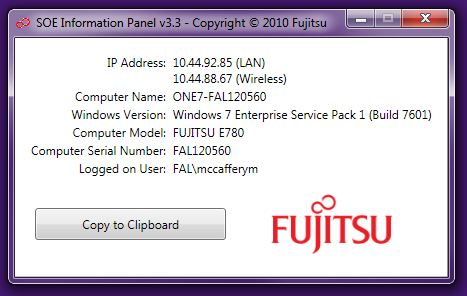 SOE Information Panel v3.3 - Copyright © 2010 Fujitsu
IP Address: 10.44.92.85 (LAN)
10.44.88.67 (Wireless)
Computer Name: ONE7-FAL120560
Windows Version: Windows 7 Enterprise Service Pack 1 (Build 7601)
Computer Model: FUJITSU E780
Computer Serial Number: FAL120560
Logged on User: FAL\mccafferym
Copy to Clipboard
FUJITSU